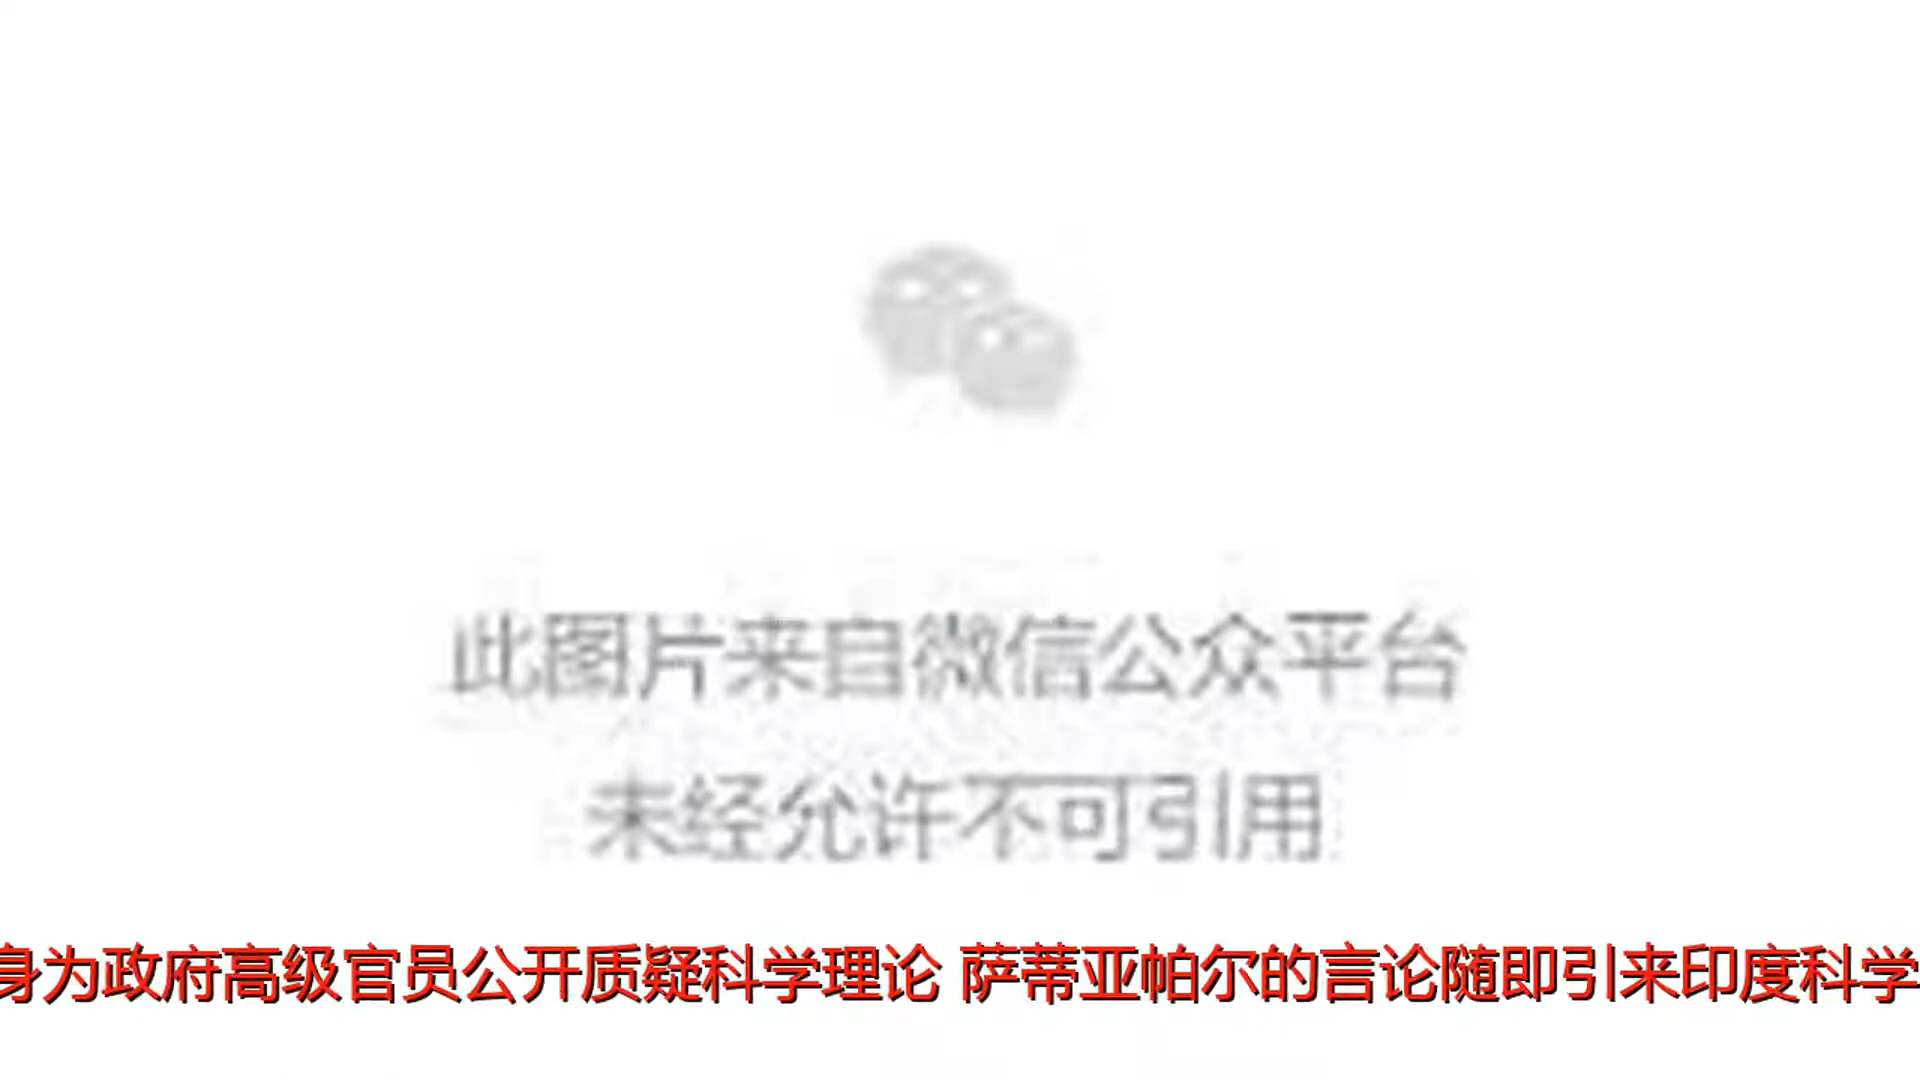 此图片来自微信公众平台
未经允许不可引用
身为政府高级官员公开质疑科学理论 萨蒂亚帕尔的言论随即引来印度科学